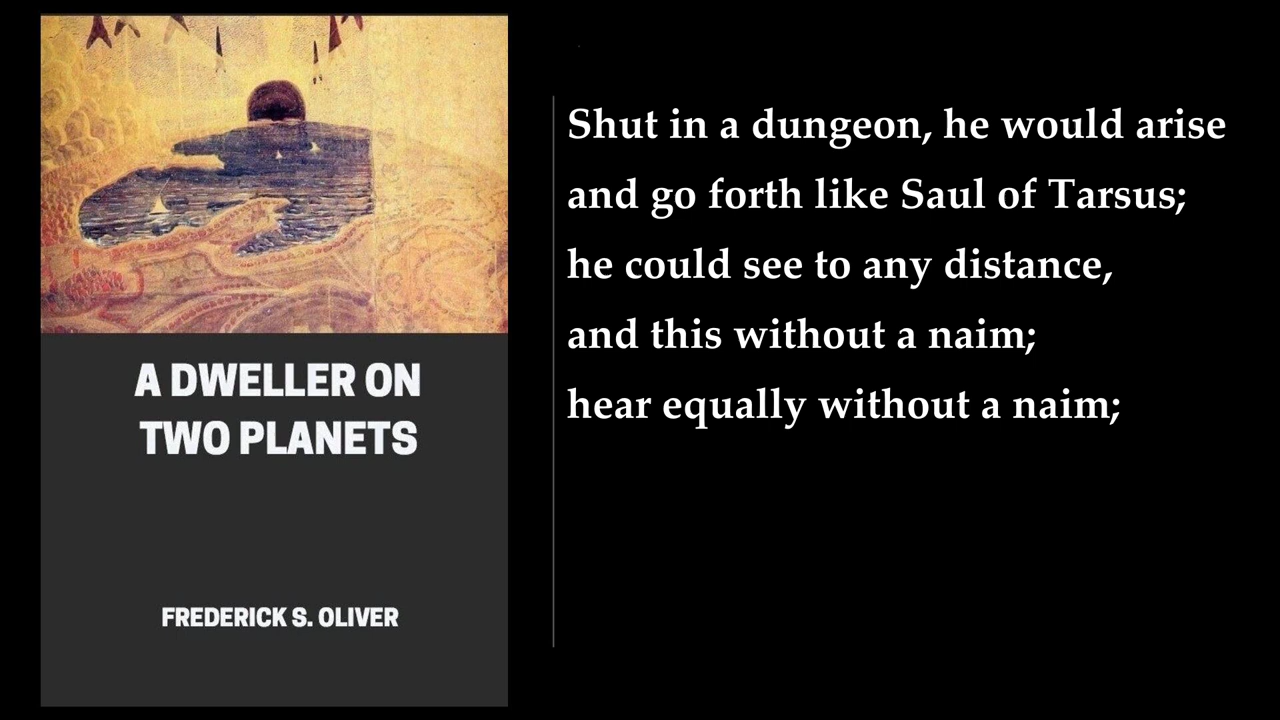 A DWELLER ON
TWO PLANETS
FREDERICK S. OLIVER
Shut in a dungeon, he would arise
and go forth like Saul of Tarsus;
he could see to any distance,
and this without a naim;
hear equally without a naim;